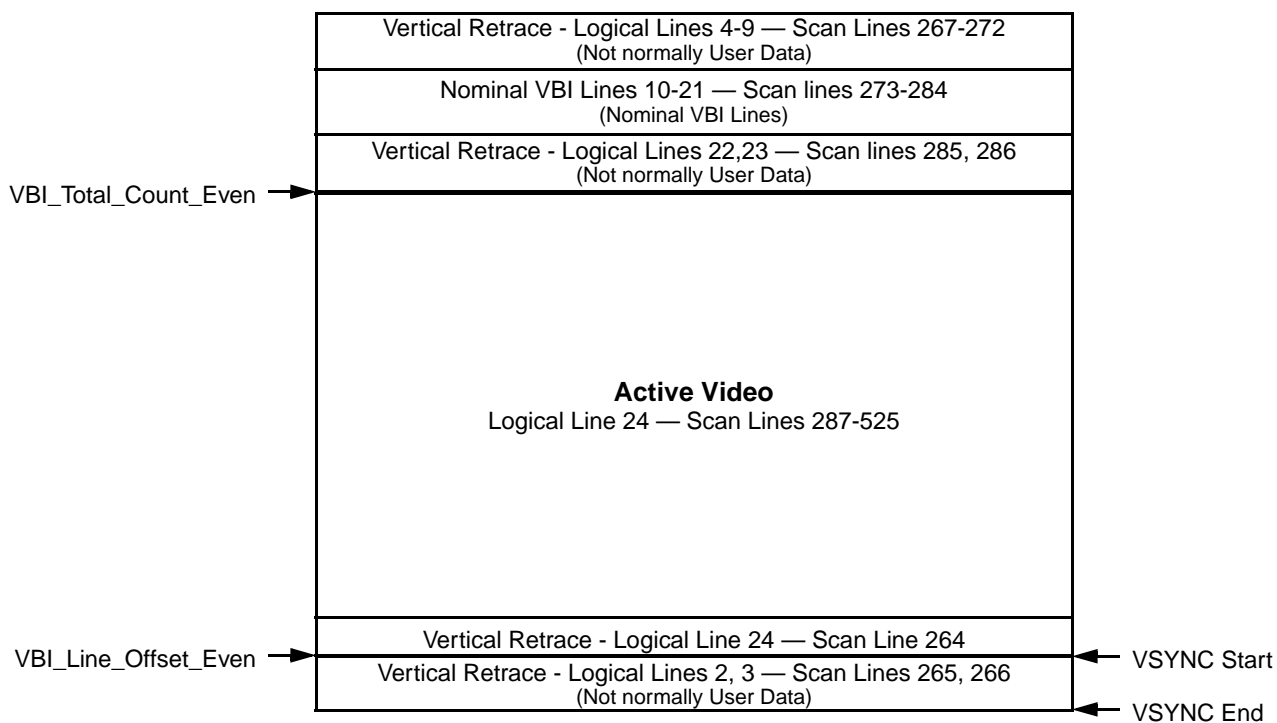 Vertical Retrace - Logical Lines 4-9 — Scan Lines 267-272
(Not normally User Data)
Nominal VBI Lines 10-21 — Scan lines 273-284
(Nominal VBI Lines)
Vertical Retrace - Logical Lines 22,23 — Scan lines 285, 286
(Not normally User Data)
VBI_Total_Count_Even
Active Video
Logical Line 24 — Scan Lines 287-525
Vertical Retrace - Logical Line 24 — Scan Line 264
VBI_Line_Offset_Even
VSYNC Start
Vertical Retrace - Logical Lines 2, 3 — Scan Lines 265, 266
(Not normally User Data)
VSYNC End